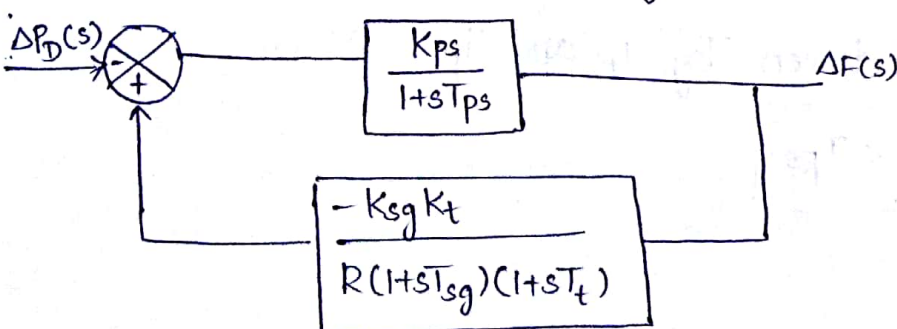 ΔP_D(s)
-
+
Kps
1+sTps
ΔF(s)
- Ksg Kt
R(1+sTsg)(1+sTt)